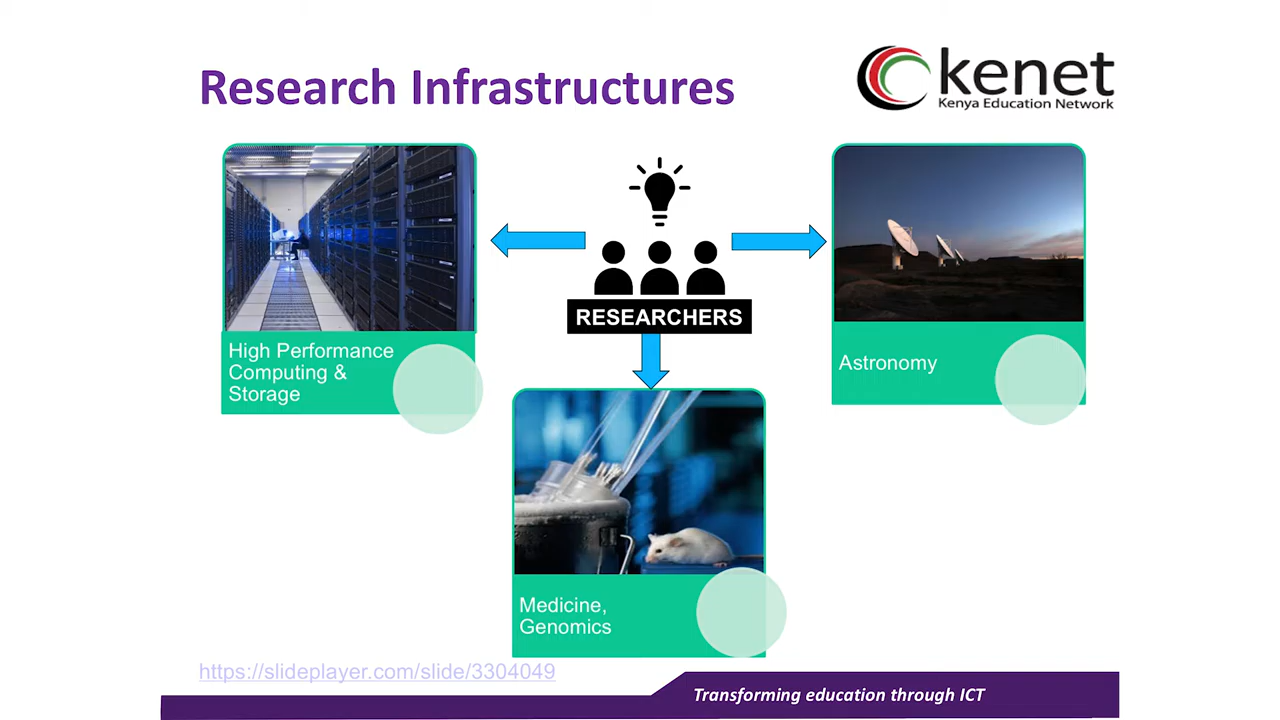 Research Infrastructures
kenet
Kenya Education Network
RESEARCHERS
High Performance
Computing &
Storage
Astronomy
Medicine,
Genomics
https://slideplayer.com/slide/3304049
Transforming education through ICT